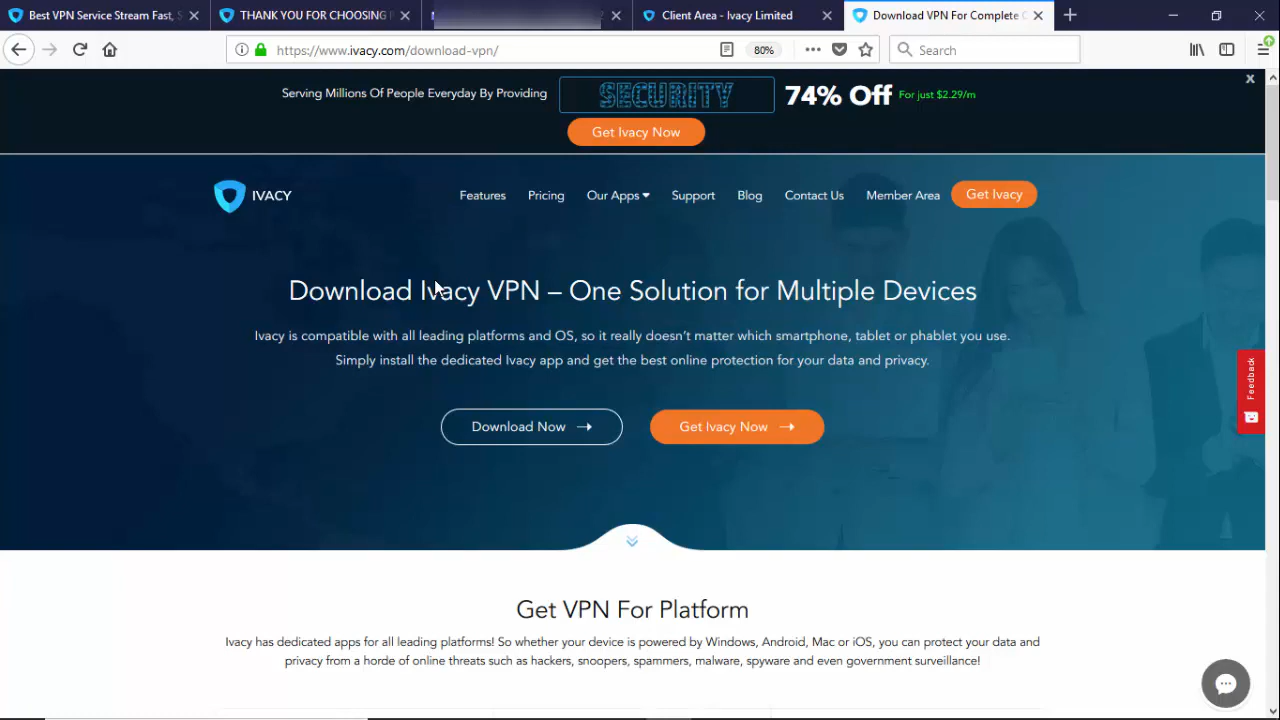 Best VPN Service Stream Fast, S
THANK YOU FOR CHOOSING
?
Client Area - Ivacy Limited
Download VPN For Complete
https://www.ivacy.com/download-vpn/
80%
Search
Serving Millions Of People Everyday By Providing
SECURITY
74% Off
For just $2.29/m
x
Get Ivacy Now
IVACY
Features
Pricing
Our Apps
Support
Blog
Contact Us
Member Area
Get Ivacy
Download Ivacy VPN – One Solution for Multiple Devices
Ivacy is compatible with all leading platforms and OS, so it really doesn’t matter which smartphone, tablet or phablet you use.
Simply install the dedicated Ivacy app and get the best online protection for your data and privacy.
Feedback
Download Now →
Get Ivacy Now →
Get VPN For Platform
Ivacy has dedicated apps for all leading platforms! So whether your device is powered by Windows, Android, Mac or iOS, you can protect your data and
privacy from a horde of online threats such as hackers, snoopers, spammers, malware, spyware and even government surveillance!